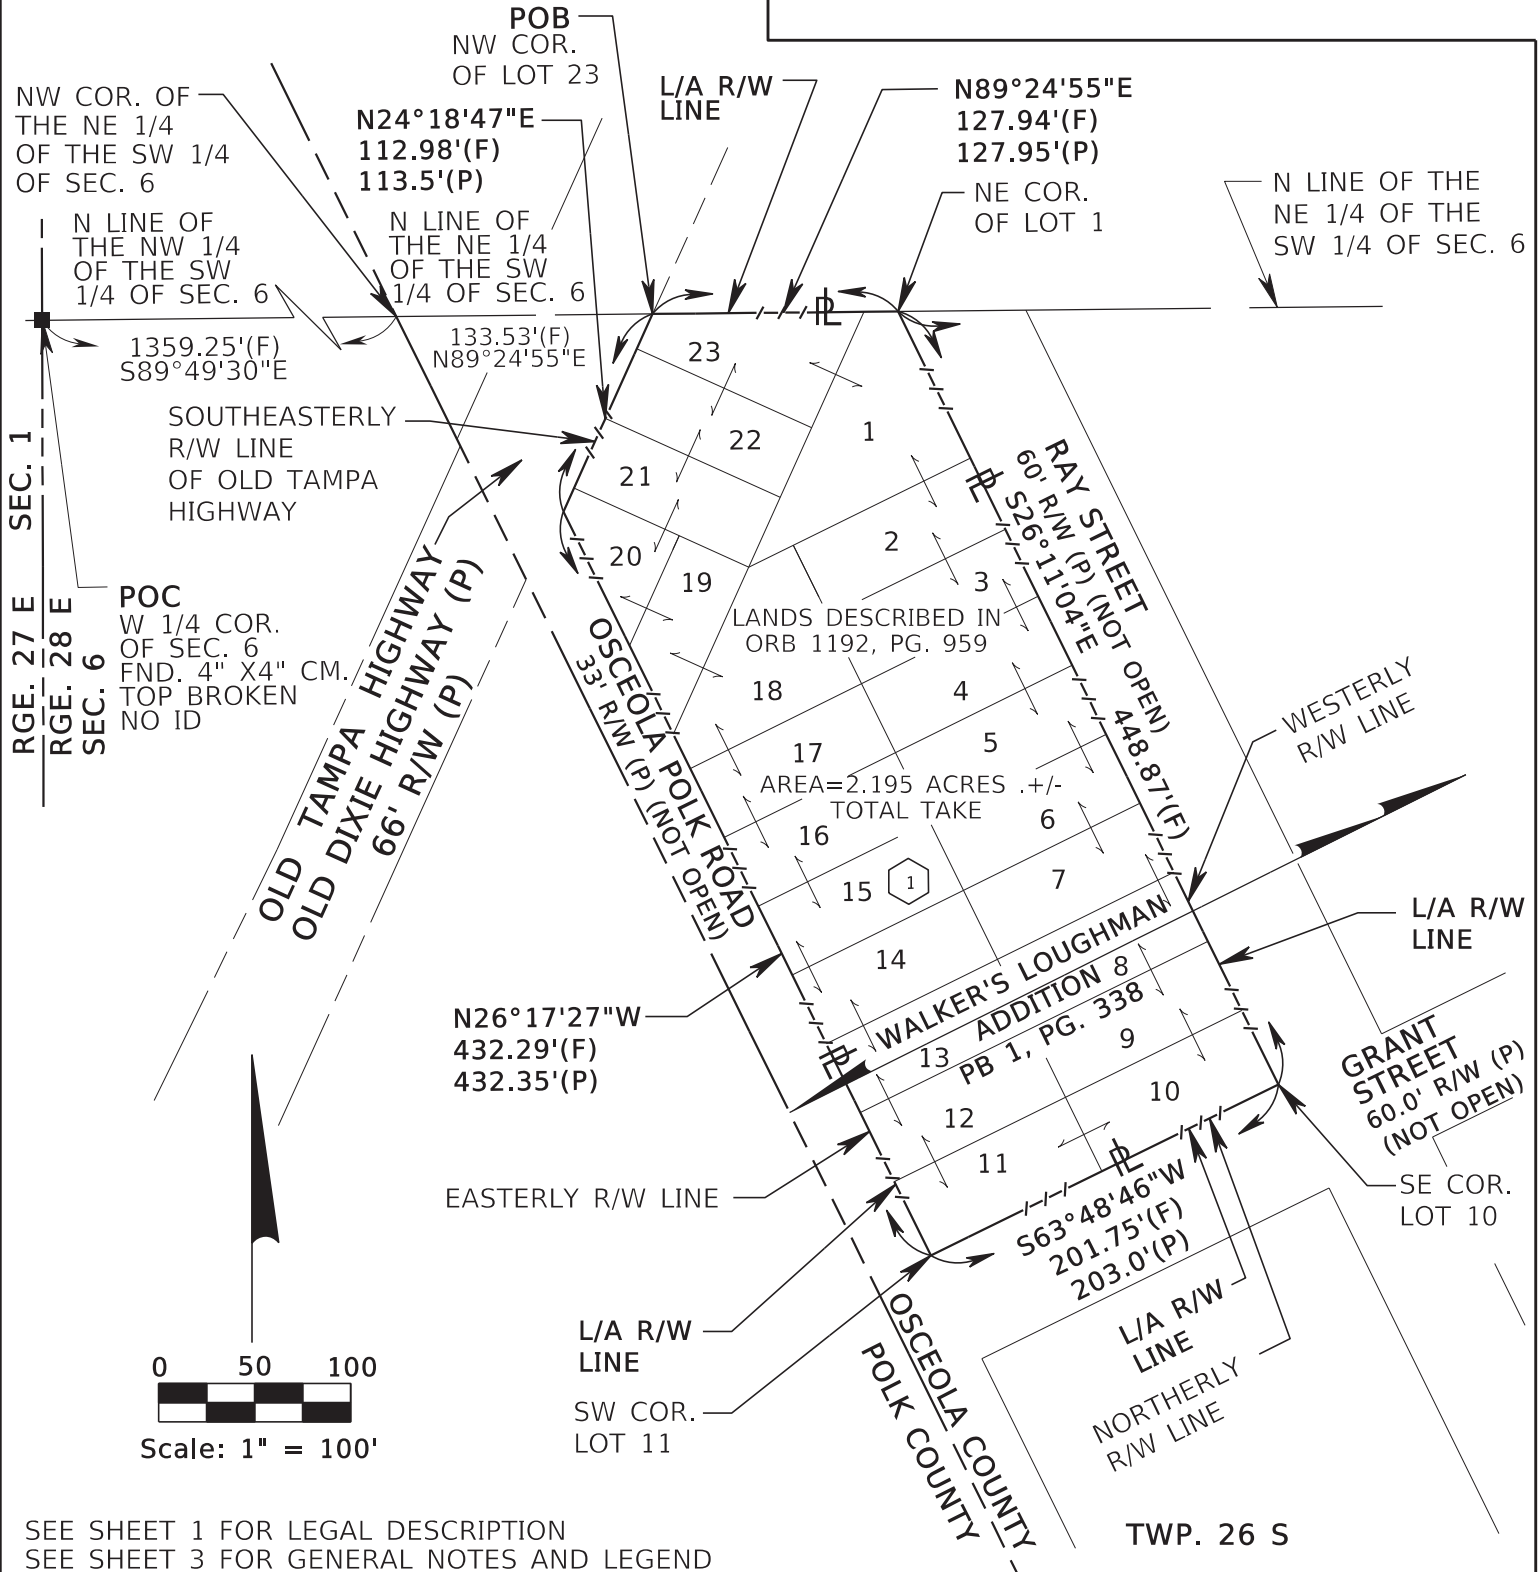 POB
NW COR.
OF LOT 23
NW COR. OF
THE NE 1/4
OF THE SW 1/4
OF SEC. 6
N24°18'47"E
112.98'(F)
113.5'(P)
L/A R/W
LINE
N89°24'55"E
127.94'(F)
127.95'(P)
NE COR.
OF LOT 1
N LINE OF THE
NE 1/4 OF THE
SW 1/4 OF SEC. 6
N LINE OF
THE NW 1/4
OF THE SW
1/4 OF SEC. 6
N LINE OF
THE NE 1/4
OF THE SW
1/4 OF SEC. 6
1359.25'(F)
S89°49'30"E
133.53'(F)
N89°24'55"E
PL
SOUTHEASTERLY
R/W LINE
OF OLD TAMPA
HIGHWAY
SEC. 1
RGE. 27 E
RGE. 28 E
SEC. 6
POC
W 1/4 COR.
OF SEC. 6
FND. 4" X4" CM.
TOP BROKEN
NO ID
OLD TAMPA HIGHWAY
OLD DIXIE HIGHWAY (P)
66' R/W (P)
23
22
21
20
19
1
2
3
LANDS DESCRIBED IN
ORB 1192, PG. 959
18
4
17
5
AREA=2.195 ACRES .+/-
TOTAL TAKE
16
6
15
1
7
14
8
13
9
12
10
11
OSCEOLA POLK ROAD
33' R/W (P) (NOT OPEN)
PL
RAY STREET
60' R/W (P) (NOT OPEN)
S26°11'04"E
448.87'(F)
WESTERLY
R/W LINE
L/A R/W
LINE
WALKER'S LOUGHMAN
ADDITION
PB 1, PG. 338
PL
GRANT
STREET
60.0' R/W (P)
(NOT OPEN)
N26°17'27"W
432.29'(F)
432.35'(P)
EASTERLY R/W LINE
PL
S63°48'46"W
201.75'(F)
203.0'(P)
SE COR.
LOT 10
L/A R/W
LINE
SW COR.
LOT 11
L/A R/W
LINE
NORTHERLY
R/W LINE
OSCEOLA COUNTY
POLK COUNTY
0 50 100
Scale: 1" = 100'
TWP. 26 S
SEE SHEET 1 FOR LEGAL DESCRIPTION
SEE SHEET 3 FOR GENERAL NOTES AND LEGEND